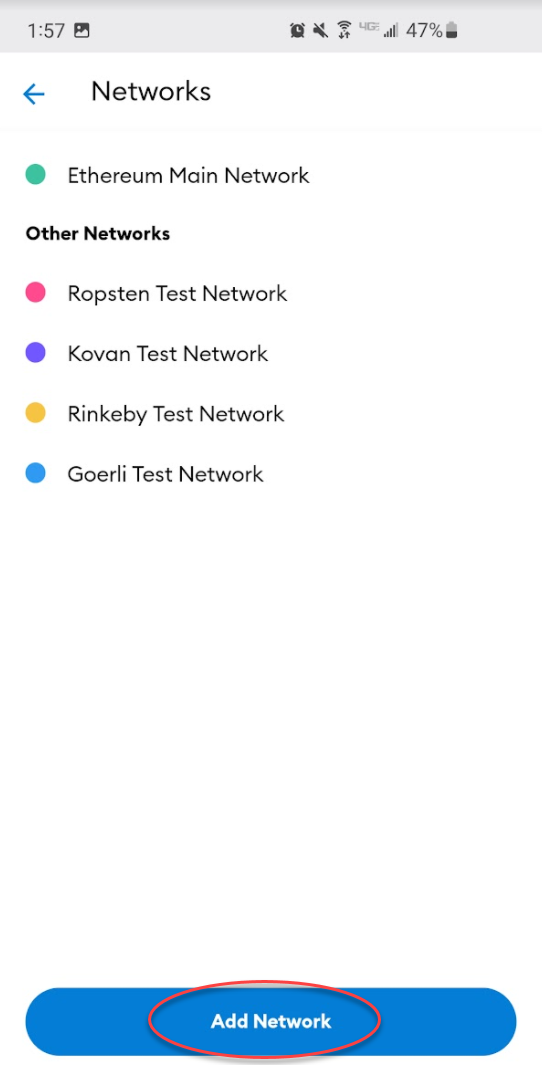 1:57 4GE 47%
Networks
Ethereum Main Network
Other Networks
Ropsten Test Network
Kovan Test Network
Rinkeby Test Network
Goerli Test Network
Add Network